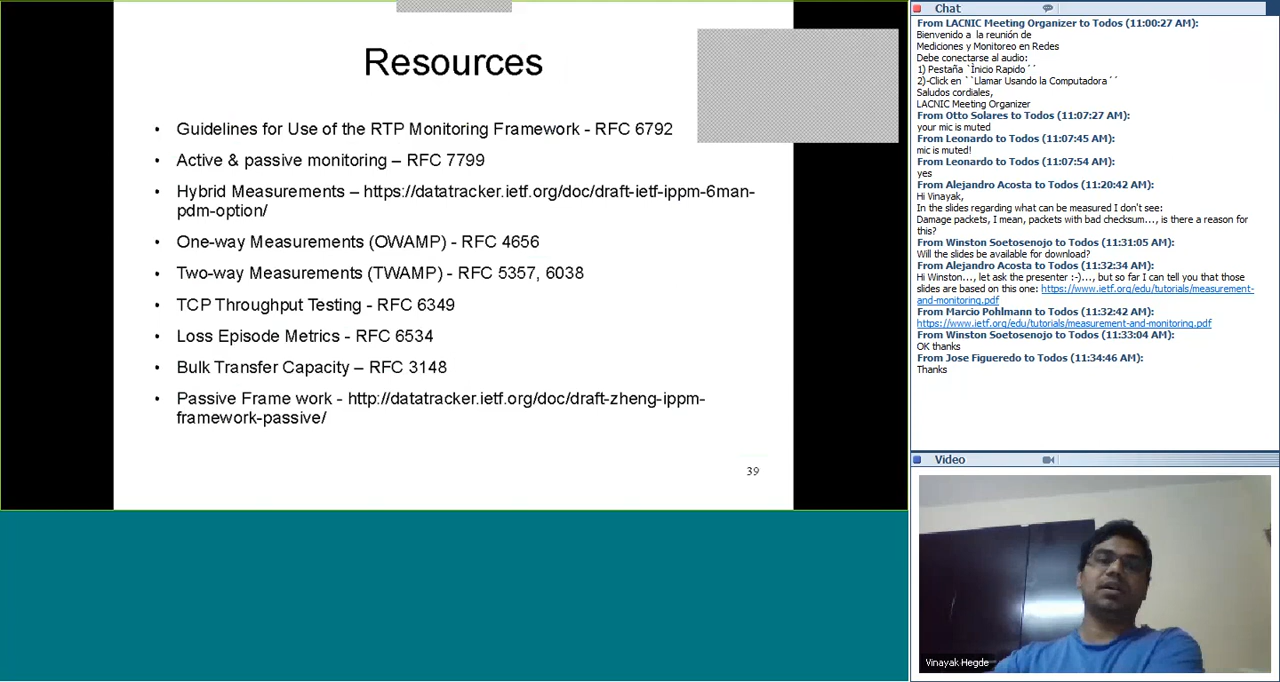 Resources
• Guidelines for Use of the RTP Monitoring Framework - RFC 6792
• Active & passive monitoring – RFC 7799
• Hybrid Measurements – https://datatracker.ietf.org/doc/draft-ietf-ippm-6man-
pdm-option/
• One-way Measurements (OWAMP) - RFC 4656
• Two-way Measurements (TWAMP) - RFC 5357, 6038
• TCP Throughput Testing - RFC 6349
• Loss Episode Metrics - RFC 6534
• Bulk Transfer Capacity – RFC 3148
• Passive Frame work - http://datatracker.ietf.org/doc/draft-zheng-ippm-
framework-passive/
39
Chat
From LACNIC Meeting Organizer to Todos (11:00:27 AM):
Bienvenido a la reunión de
Mediciones y Monitoreo en Redes
Debe conectarse al audio:
1) Pestaña `Ìnicio Rapido´´
2)-Click en ``Llamar Usando la Computadora´´
Saludos cordiales,
LACNIC Meeting Organizer
From Otto Solares to Todos (11:07:27 AM):
your mic is muted
From Leonardo to Todos (11:07:45 AM):
mic is muted!
From Leonardo to Todos (11:07:54 AM):
yes
From Alejandro Acosta to Todos (11:20:42 AM):
Hi Vinayak,
In the slides regarding what can be measured I don't see:
Damage packets, I mean, packets with bad checksum..., is there a reason for
this?
From Winston Soetosenojo to Todos (11:31:05 AM):
Will the slides be available for download?
From Alejandro Acosta to Todos (11:32:34 AM):
Hi Winston..., let ask the presenter :-)..., but so far I can tell you that those
slides are based on this one: https://www.ietf.org/edu/tutorials/measurement-
and-monitoring.pdf
From Marcio Pohlmann to Todos (11:32:42 AM):
https://www.ietf.org/edu/tutorials/measurement-and-monitoring.pdf
From Winston Soetosenojo to Todos (11:33:04 AM):
OK thanks
From Jose Figueredo to Todos (11:34:46 AM):
Thanks
Video
Vinayak Hegde